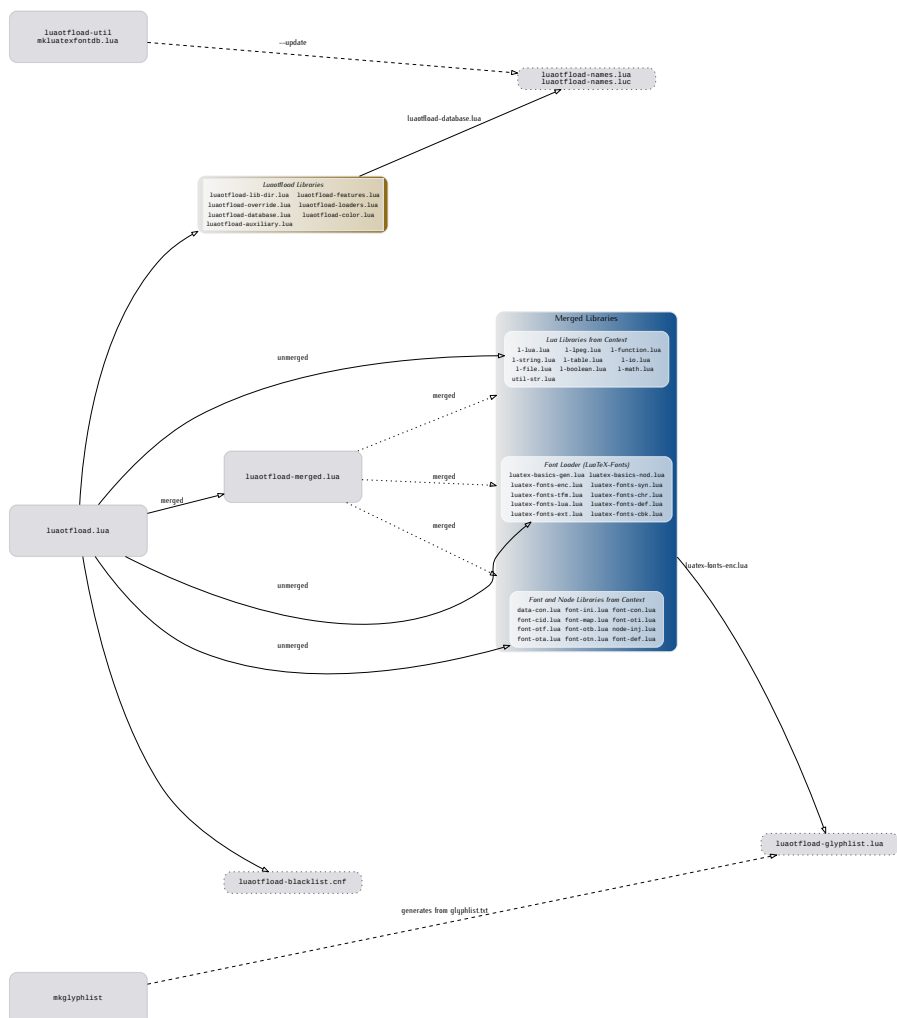 luaotfload-util
mkluatexfontdb.lua
--update
luaotfload-names.lua
luaotfload-names.luc
luaotfload-database.lua
Luaotfload Libraries
luaotfload-lib-dir.lua luaotfload-features.lua
luaotfload-override.lua luaotfload-loaders.lua
luaotfload-database.lua luaotfload-color.lua
luaotfload-auxiliary.lua
Merged Libraries
Lua Libraries from Context
l-lua.lua l-lpeg.lua l-function.lua
l-string.lua l-table.lua l-io.lua
l-file.lua l-boolean.lua l-math.lua
util-str.lua
unmerged
merged
Font Loader (LuaTeX-Fonts)
luatex-basics-gen.lua luatex-basics-nod.lua
luatex-fonts-enc.lua luatex-fonts-syn.lua
luatex-fonts-tfm.lua luatex-fonts-chr.lua
luatex-fonts-lua.lua luatex-fonts-def.lua
luatex-fonts-ext.lua luatex-fonts-cbk.lua
luaotfload-merged.lua
merged
merged
luaotfload.lua
merged
luatex-fonts-enc.lua
unmerged
Font and Node Libraries from Context
data-con.lua font-ini.lua font-con.lua
font-cid.lua font-map.lua font-oti.lua
font-otf.lua font-otb.lua node-inj.lua
font-ota.lua font-otn.lua font-def.lua
unmerged
luaotfload-glyphlist.lua
luaotfload-blacklist.cnf
generates from glyphlist.txt
mkglyphlist